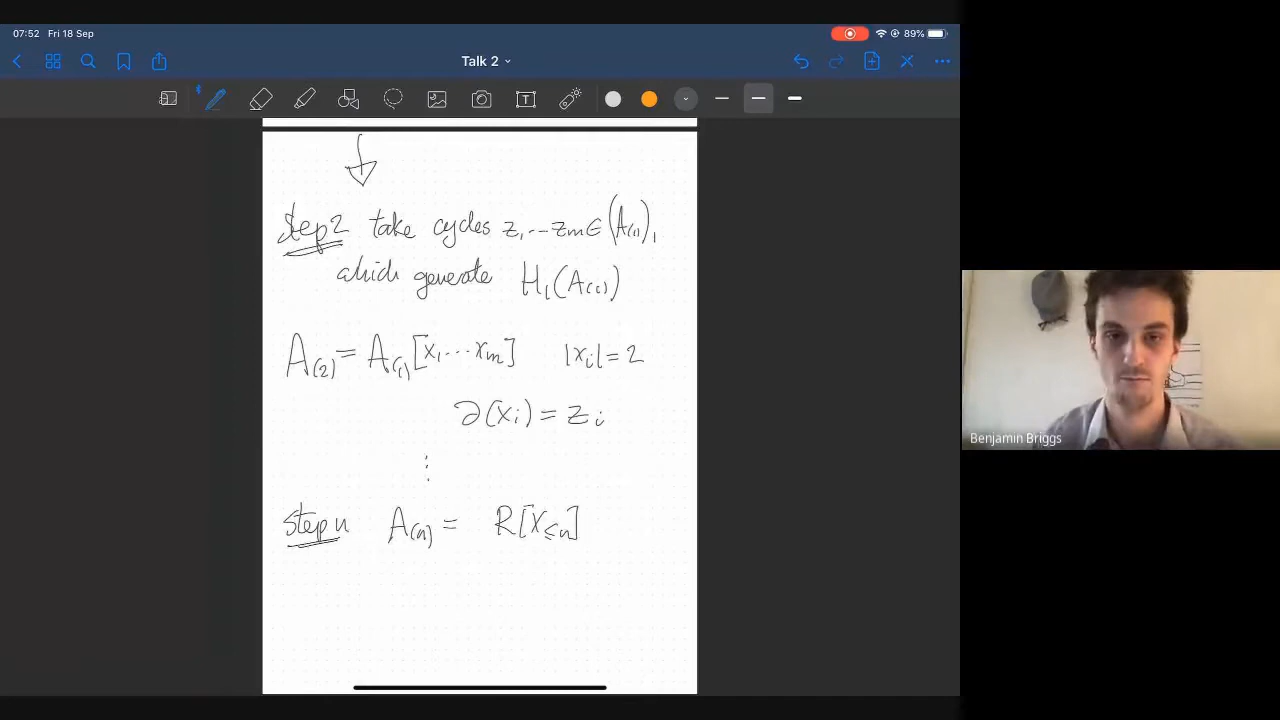 07:52 Fri 18 Sep
89%
Talk 2
T
Step 2 take cycles z₁, ... zm ∈ (A₍₁₎)₁
which generate H₁(A₍₁₎)
A₍₂₎ = A₍₁₎[x₁ ... xm] |xᵢ| = 2
∂(xᵢ) = zᵢ
⋮
Step n A₍ₙ₎ = R[X≤n]
Benjamin Briggs